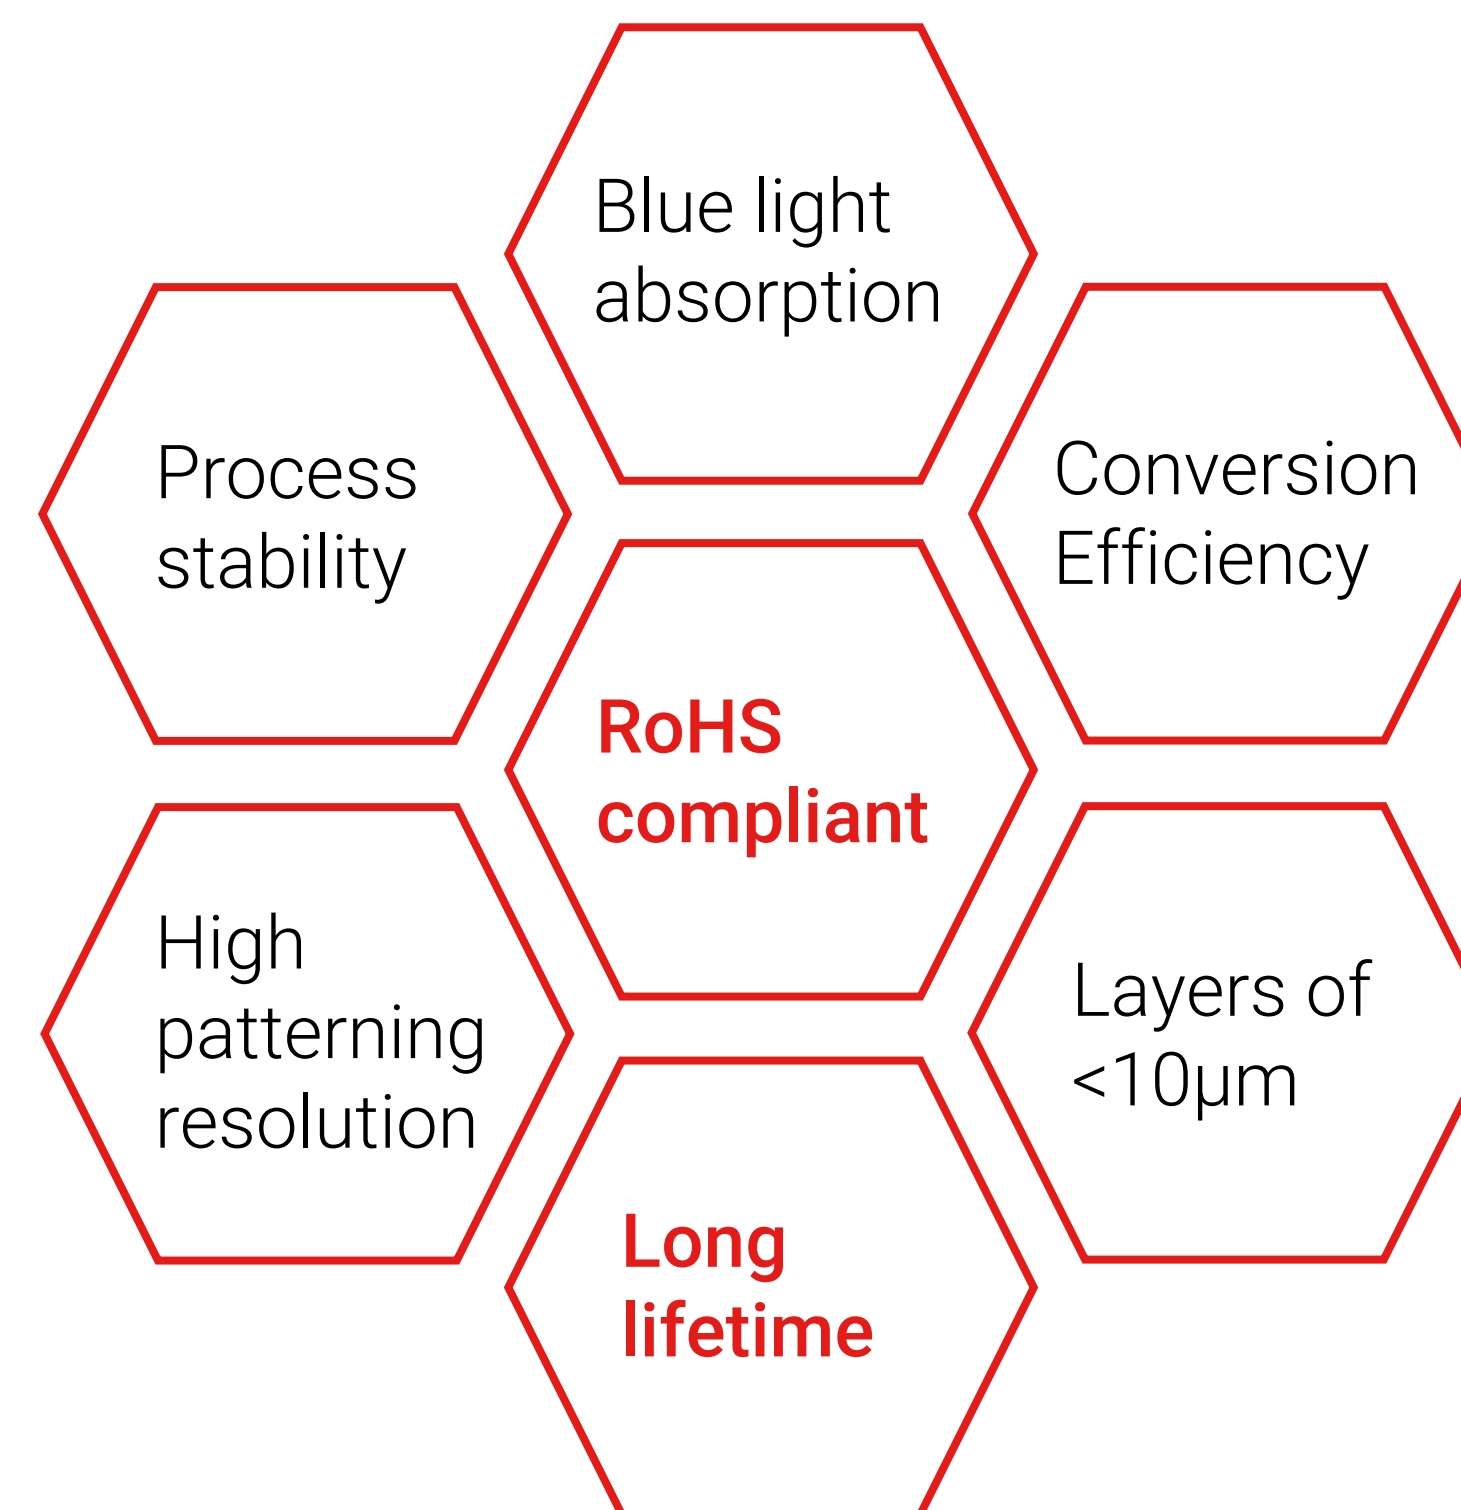 Blue light
absorption
Process
stability
Conversion
Efficiency
RoHS
compliant
High
patterning
resolution
Layers of
<10µm
Long
lifetime